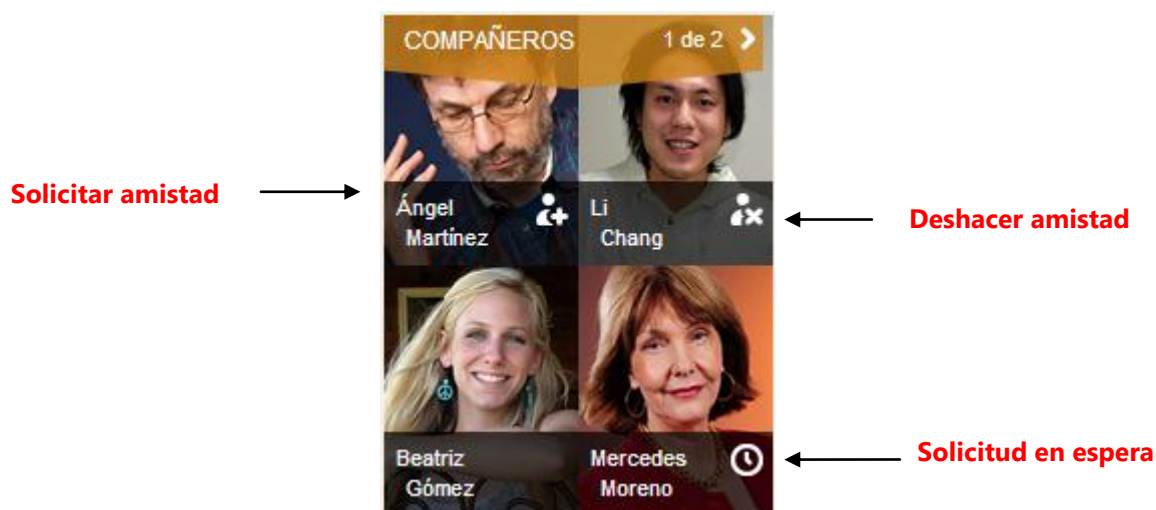 COMPAÑEROS 1 de 2
Solicitar amistad
Ángel
Martínez
Li
Chang
Deshacer amistad
Beatriz
Gómez
Mercedes
Moreno
Solicitud en espera